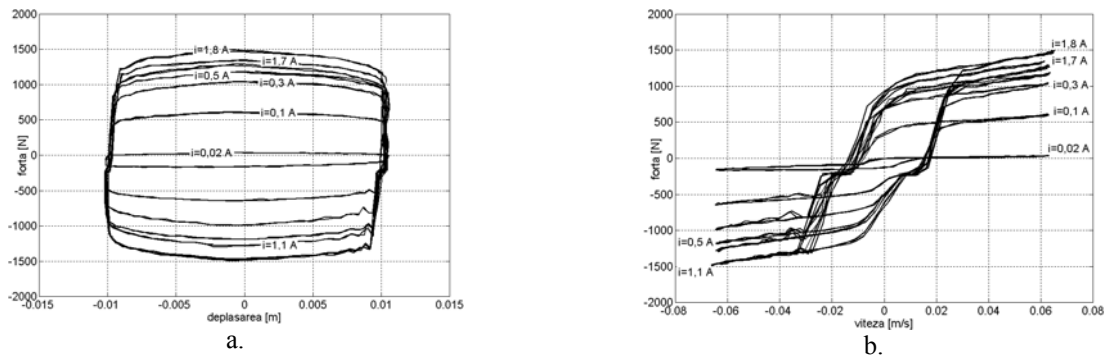 2000
1500
1000
500
0
-500
-1000
-1500
-2000
forta [N]
i=1,8 A
i=1,7 A
i=0,5 A
i=0,3 A
i=0,1 A
i=0,02 A
i=1,1 A
-0.015 -0.01 -0.005 0 0.005 0.01 0.015
deplasarea [m]
a.
2000
1500
1000
500
0
-500
-1000
-1500
-2000
forta [N]
i=1,8 A
i=1,7 A
i=0,3 A
i=0,1 A
i=0,02 A
i=0,5 A
i=1,1 A
-0.08 -0.06 -0.04 -0.02 0 0.02 0.04 0.06 0.08
viteza [m/s]
b.